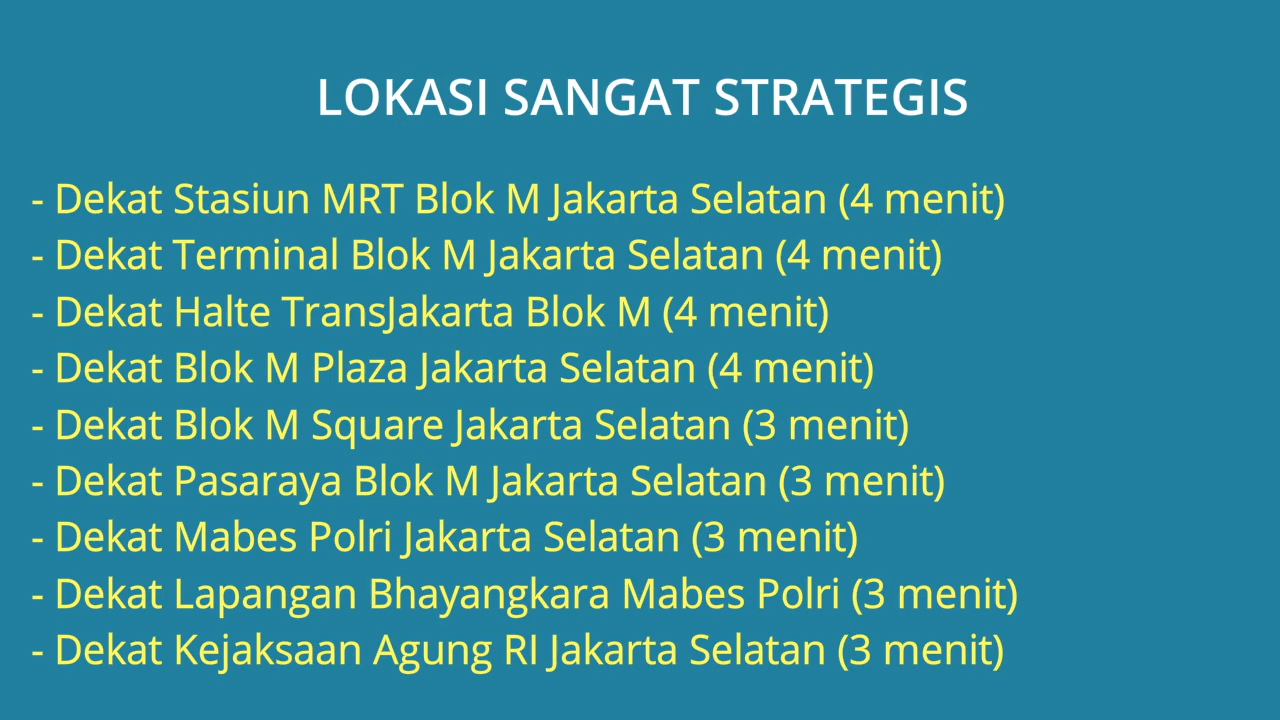 LOKASI SANGAT STRATEGIS
- Dekat Stasiun MRT Blok M Jakarta Selatan (4 menit)
- Dekat Terminal Blok M Jakarta Selatan (4 menit)
- Dekat Halte TransJakarta Blok M (4 menit)
- Dekat Blok M Plaza Jakarta Selatan (4 menit)
- Dekat Blok M Square Jakarta Selatan (3 menit)
- Dekat Pasaraya Blok M Jakarta Selatan (3 menit)
- Dekat Mabes Polri Jakarta Selatan (3 menit)
- Dekat Lapangan Bhayangkara Mabes Polri (3 menit)
- Dekat Kejaksaan Agung RI Jakarta Selatan (3 menit)